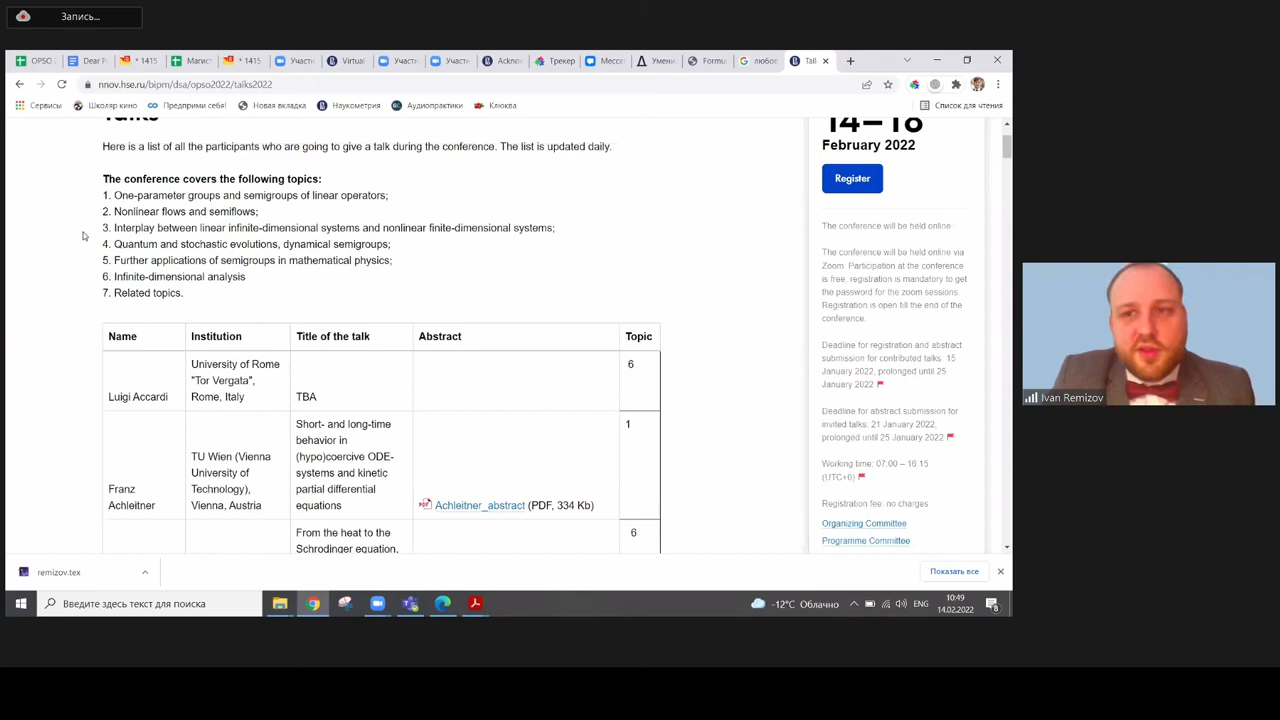 Запись...
OPSO
Dear P
* 1415
Магист
* 1415
Участ
Virtual
Участ
Участ
Ackno
Трекер
Мессе
Умени
Formu
любов
Tal
nnov.hse.ru/bipm/dsa/opso2022/talks2022
Сервисы
Школяр кино
Предприми себя!
Новая вкладка
Наукометрия
Аудиопрактики
Клюква
Список для чтения
Talks
Here is a list of all the participants who are going to give a talk during the conference. The list is updated daily.
The conference covers the following topics:
1. One-parameter groups and semigroups of linear operators;
2. Nonlinear flows and semiflows;
3. Interplay between linear infinite-dimensional systems and nonlinear finite-dimensional systems;
4. Quantum and stochastic evolutions, dynamical semigroups;
5. Further applications of semigroups in mathematical physics;
6. Infinite-dimensional analysis
7. Related topics.
Name
Institution
Title of the talk
Abstract
Topic
Luigi Accardi
University of Rome
"Tor Vergata",
Rome, Italy
TBA
6
Franz
Achleitner
TU Wien (Vienna
University of
Technology),
Vienna, Austria
Short- and long-time
behavior in
(hypo)coercive ODE-
systems and kinetic
partial differential
equations
Achleitner_abstract (PDF, 334 Kb)
1
From the heat to the
Schrodinger equation,
6
14–18
February 2022
Register
The conference will be held online
The conference will be held online via
Zoom. Participation at the conference
is free, registration is mandatory to get
the password for the zoom sessions.
Registration is open till the end of the
conference.
Deadline for registration and abstract
submission for contributed talks 15
January 2022, prolonged until 25
January 2022
Deadline for abstract submission for
invited talks: 21 January 2022,
prolonged until 25 January 2022
Working time: 07:00 – 16:15
(UTC+0)
Registration fee: no charges
Organizing Committee
Programme Committee
Ivan Remizov
remizov.tex
Показать все
Введите здесь текст для поиска
-12°C Облачно
ENG
10:49
14.02.2022
8